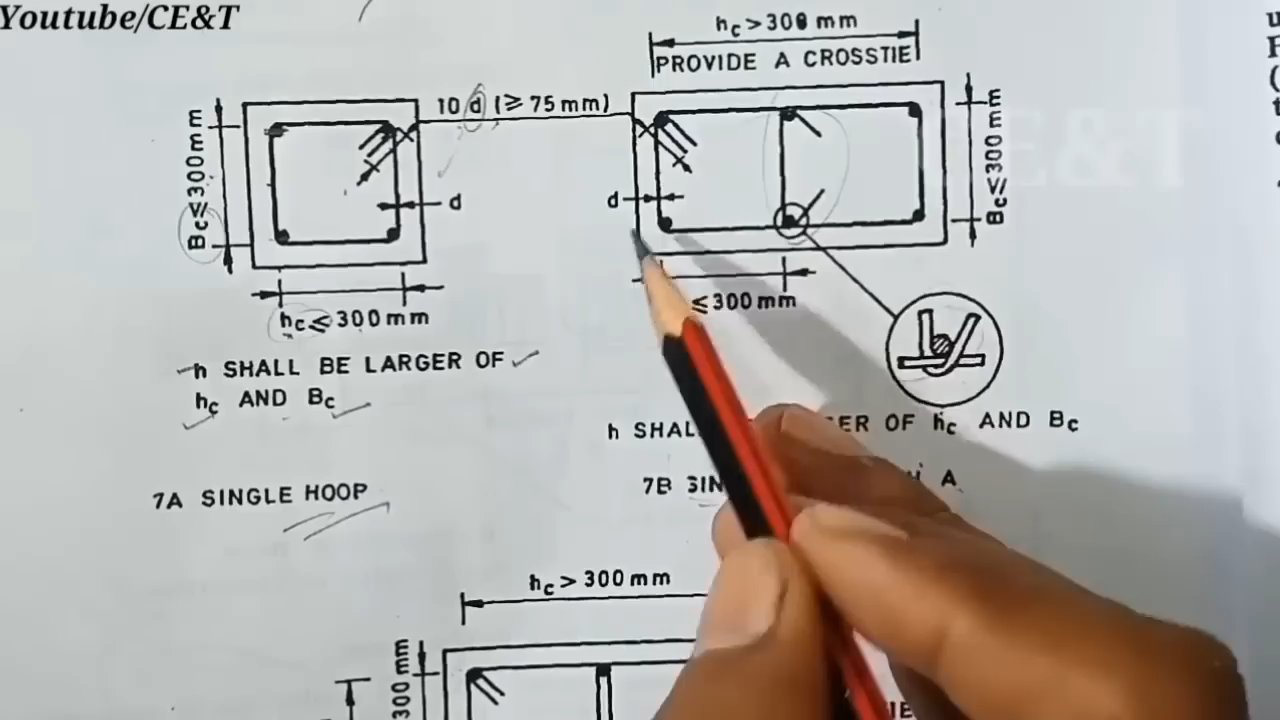 Youtube/CE&T
hc > 300 mm
PROVIDE A CROSSTIE
10 d (≥ 75 mm)
Bc ≤ 300 mm
d
d
Bc ≤ 300 mm
hc ≤ 300 mm
≤ 300 mm
h SHALL BE LARGER OF
hc AND Bc
h SHAL
OF hc AND Bc
7A SINGLE HOOP
7B
A
hc > 300 mm
300 mm
CE&T